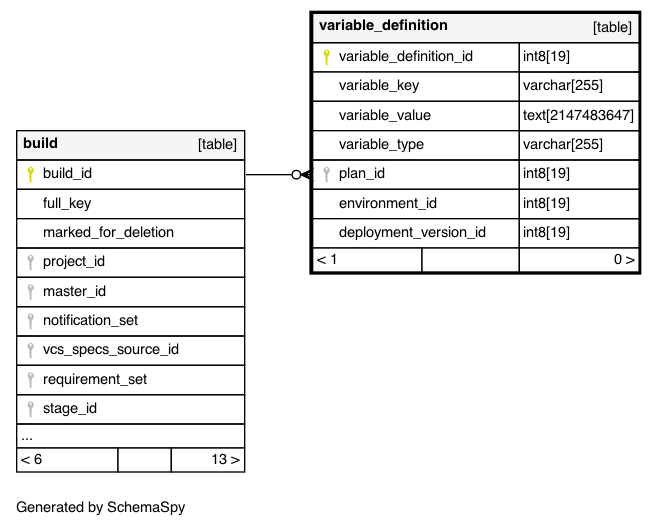 variable_definition [table]
variable_definition_id int8[19]
variable_key varchar[255]
variable_value text[2147483647]
variable_type varchar[255]
plan_id int8[19]
environment_id int8[19]
deployment_version_id int8[19]
< 1 0 >
build [table]
build_id
full_key
marked_for_deletion
project_id
master_id
notification_set
vcs_specs_source_id
requirement_set
stage_id
...
< 6 13 >
Generated by SchemaSpy